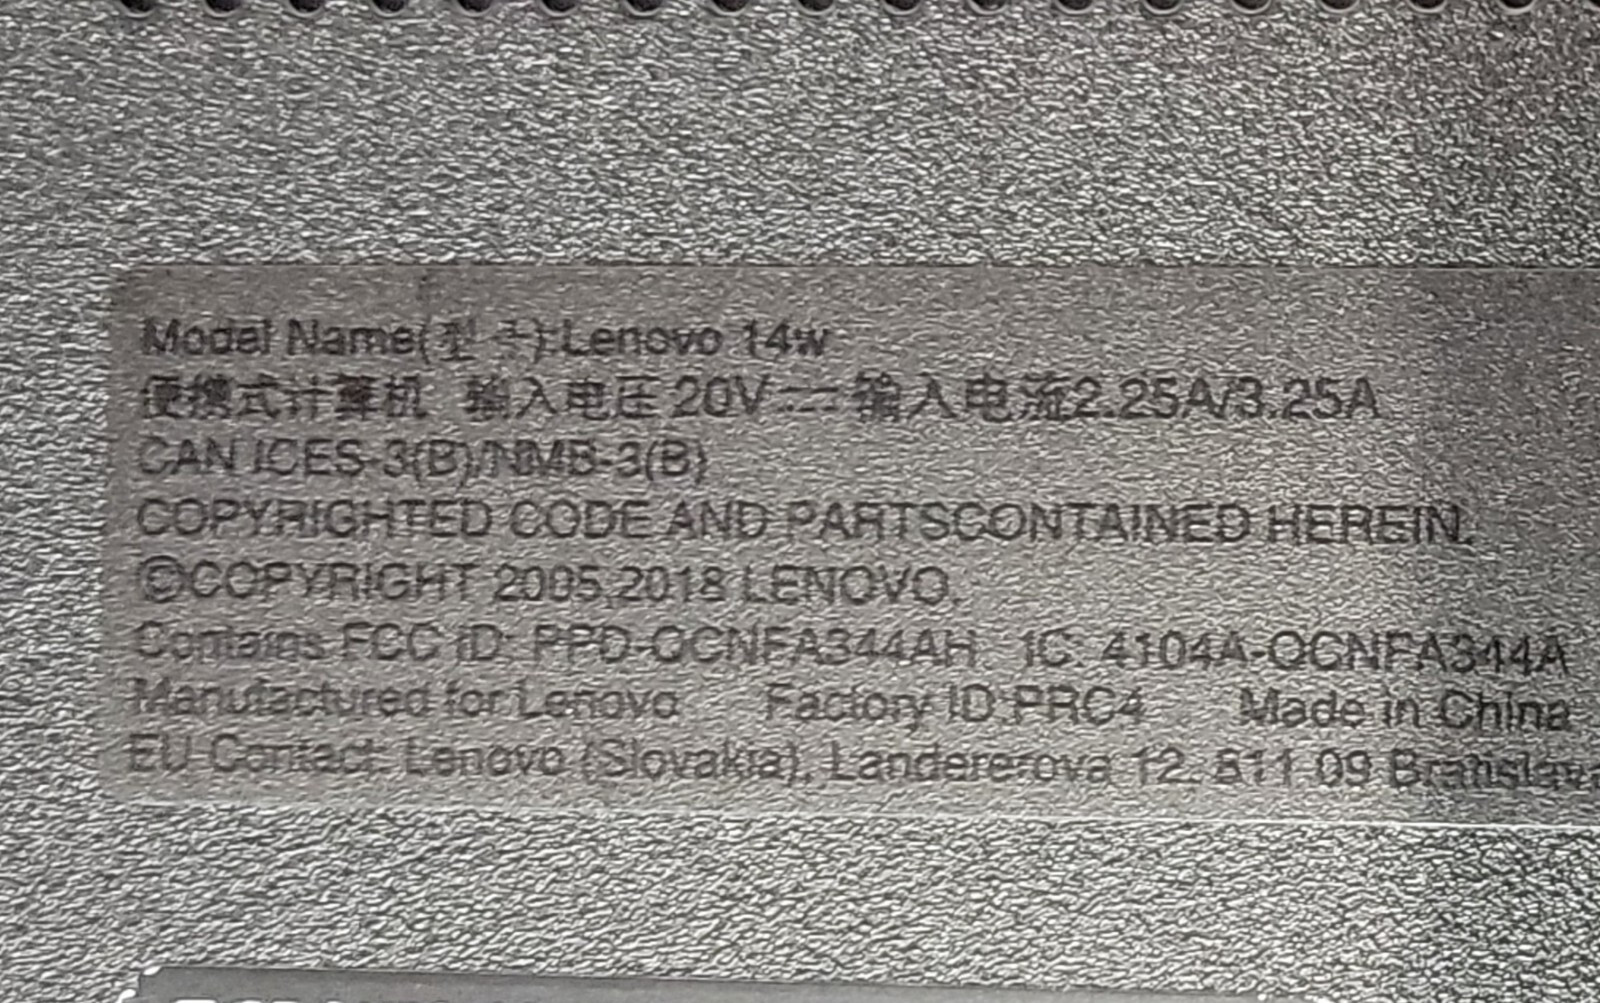 Model Name(型号):Lenovo 14w
便携式计算机 输入电压20V⎓输入电流2.25A/3.25A
CAN ICES-3(B)/NMB-3(B)
COPYRIGHTED CODE AND PARTSCONTAINED HEREIN.
©COPYRIGHT 2005,2018 LENOVO.
Contains FCC ID: PPD-QCNFA344AH IC: 4104A-QCNFA344A
Manufactured for Lenovo Factory ID:PRC4 Made in China
EU Contact: Lenovo (Slovakia), Landererova 12, 811 09